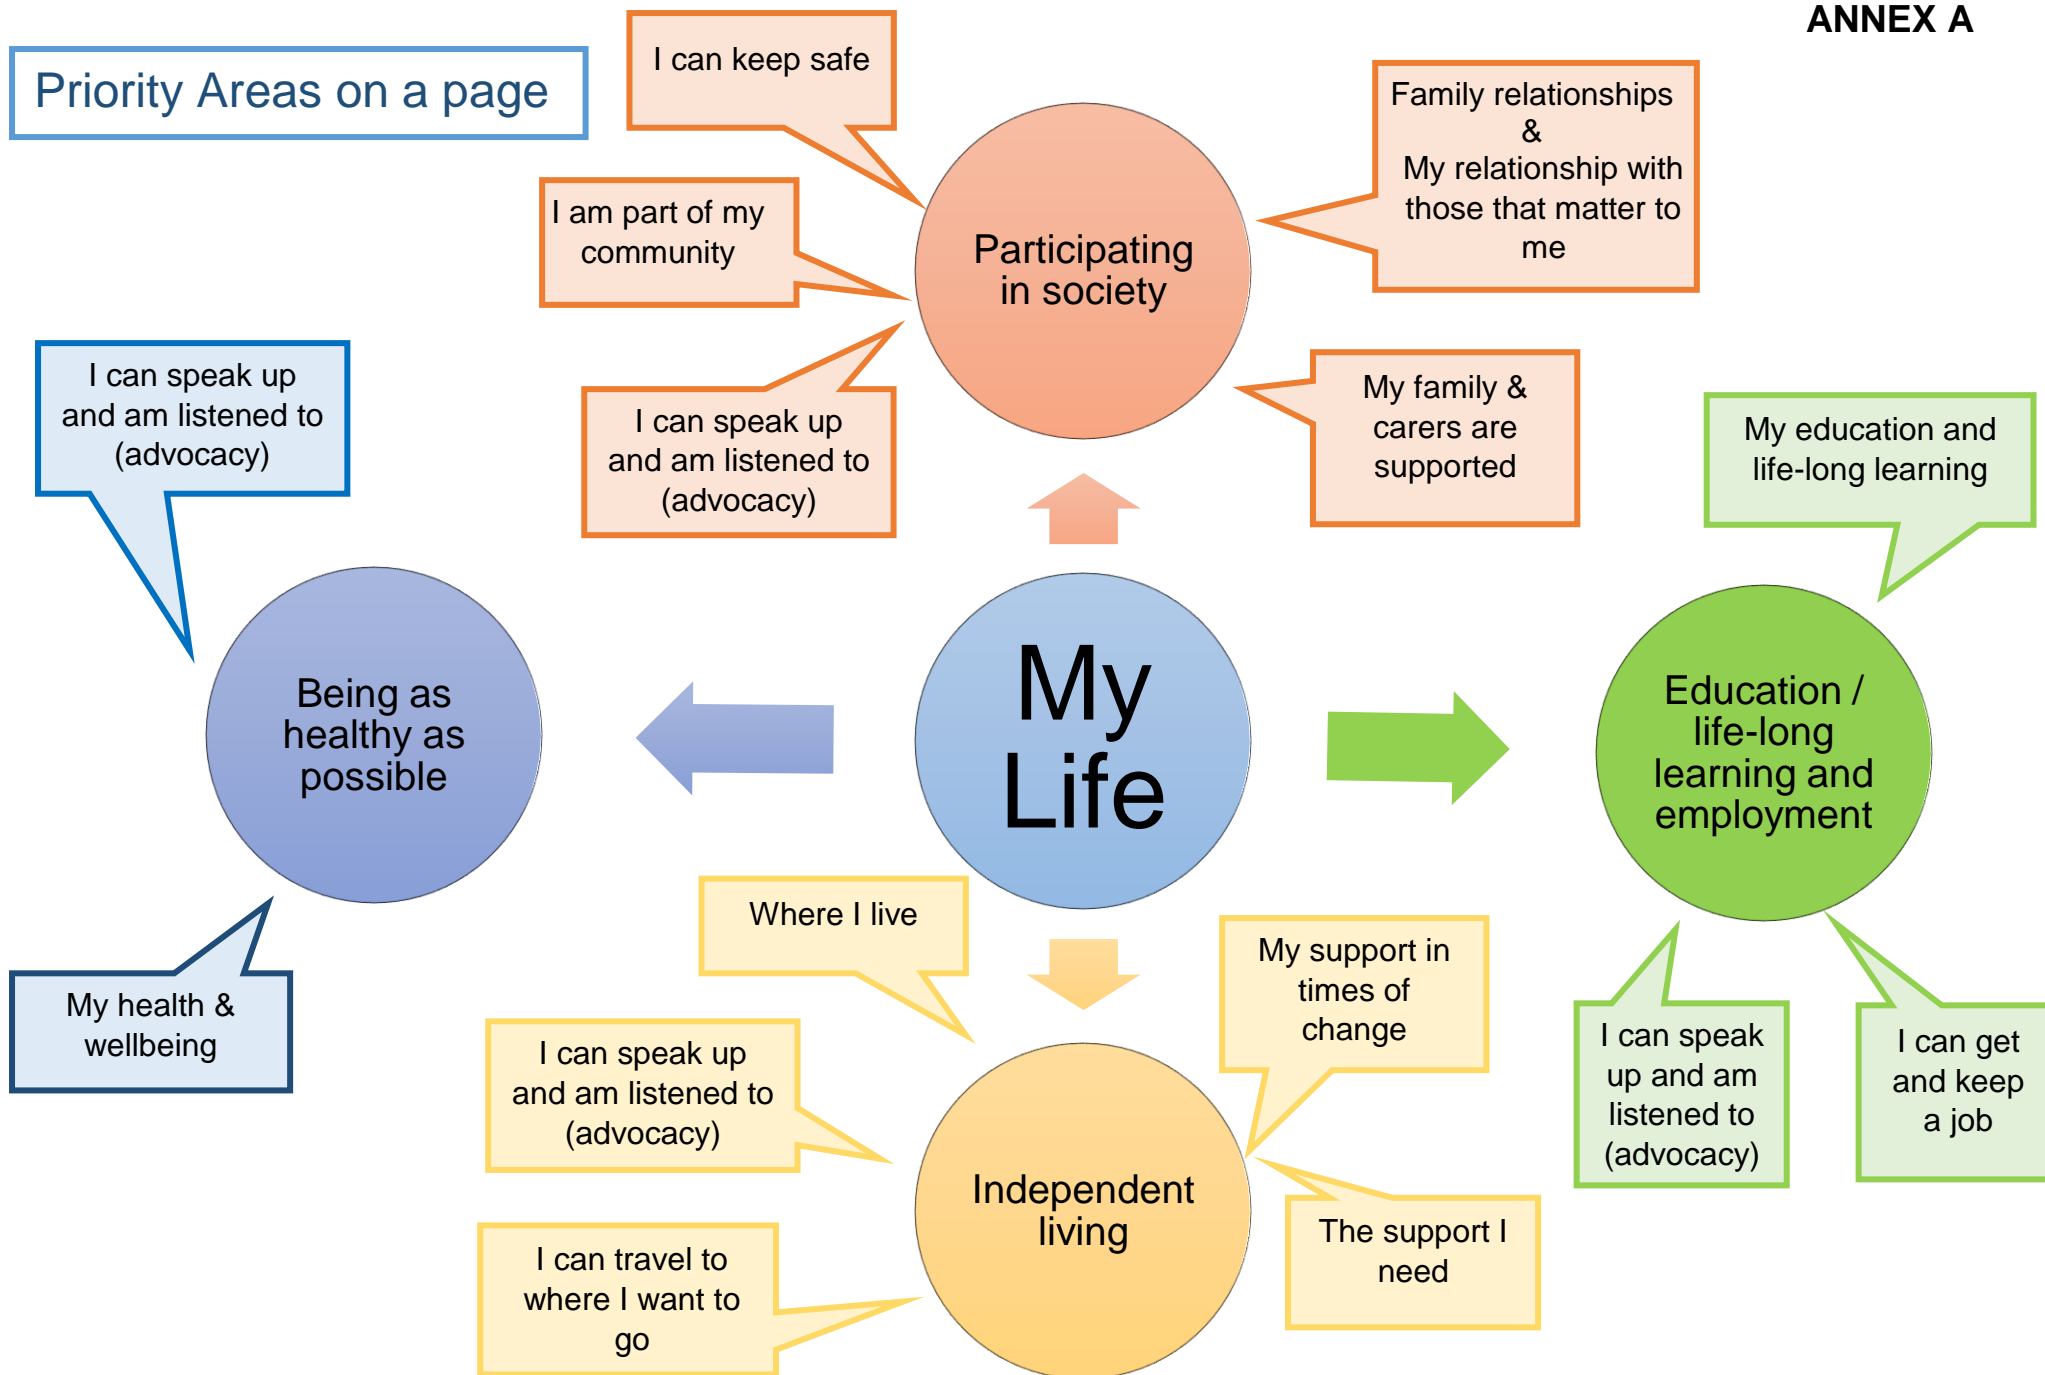 ANNEX A
Priority Areas on a page
I can keep safe
Family relationships
&
My relationship with
those that matter to
me
I am part of my
community
Participating
in society
I can speak up
and am listened to
(advocacy)
My family &
carers are
supported
I can speak up
and am listened to
(advocacy)
My education and
life-long learning
Being as
healthy as
possible
My
Life
Education /
life-long
learning and
employment
My health &
wellbeing
Where I live
My support in
times of
change
I can speak up
and am listened to
(advocacy)
I can speak
up and am
listened to
(advocacy)
I can get
and keep
a job
Independent
living
The support I
need
I can travel to
where I want to
go